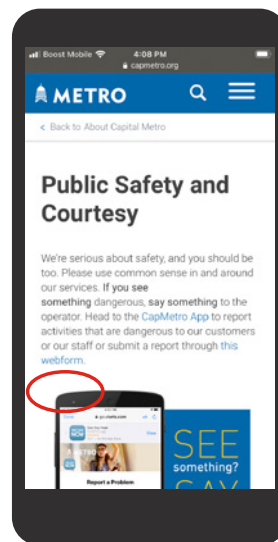 Boost Mobile 4:08 PM
capmetro.org
METRO
< Back to About Capital Metro
Public Safety and
Courtesy
We're serious about safety, and you should be
too. Please use common sense in and around
our services. If you see
something dangerous, say something to the
operator. Head to the CapMetro App to report
activities that are dangerous to our customers
or our staff or submit a report through this
webform.
METRO
Report a Problem
SEE
something?
SAY